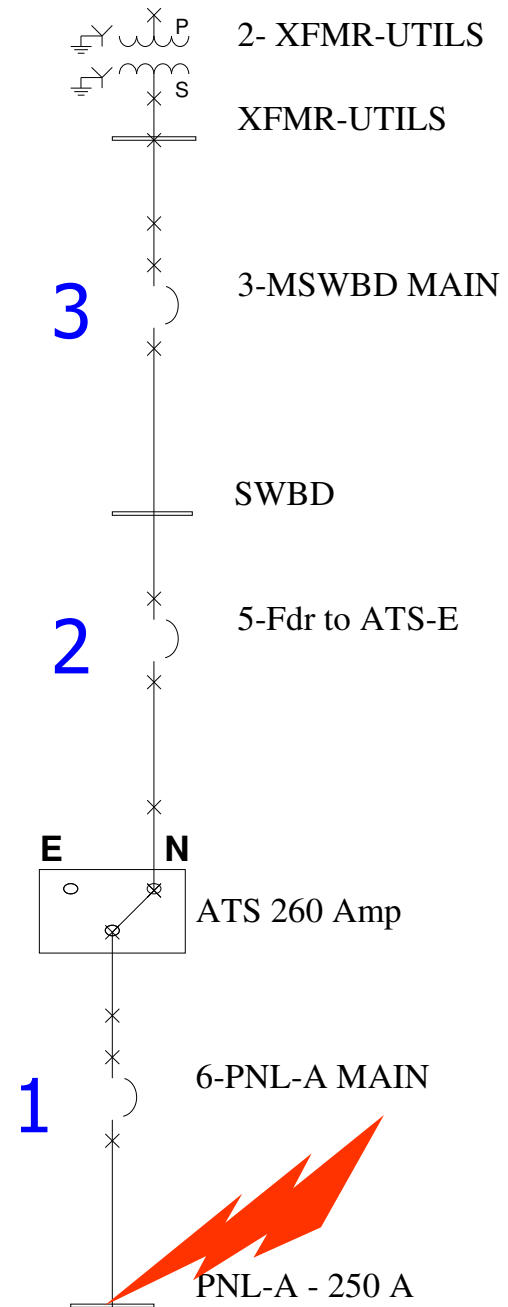 P
2- XFMR-UTILS
S
XFMR-UTILS
3
3-MSWBD MAIN
SWBD
2
5-Fdr to ATS-E
E N
ATS 260 Amp
1
6-PNL-A MAIN
PNL-A - 250 A